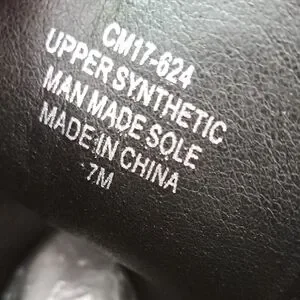 CM17-624
UPPER SYNTHETIC
MAN MADE SOLE
MADE IN CHINA
7M